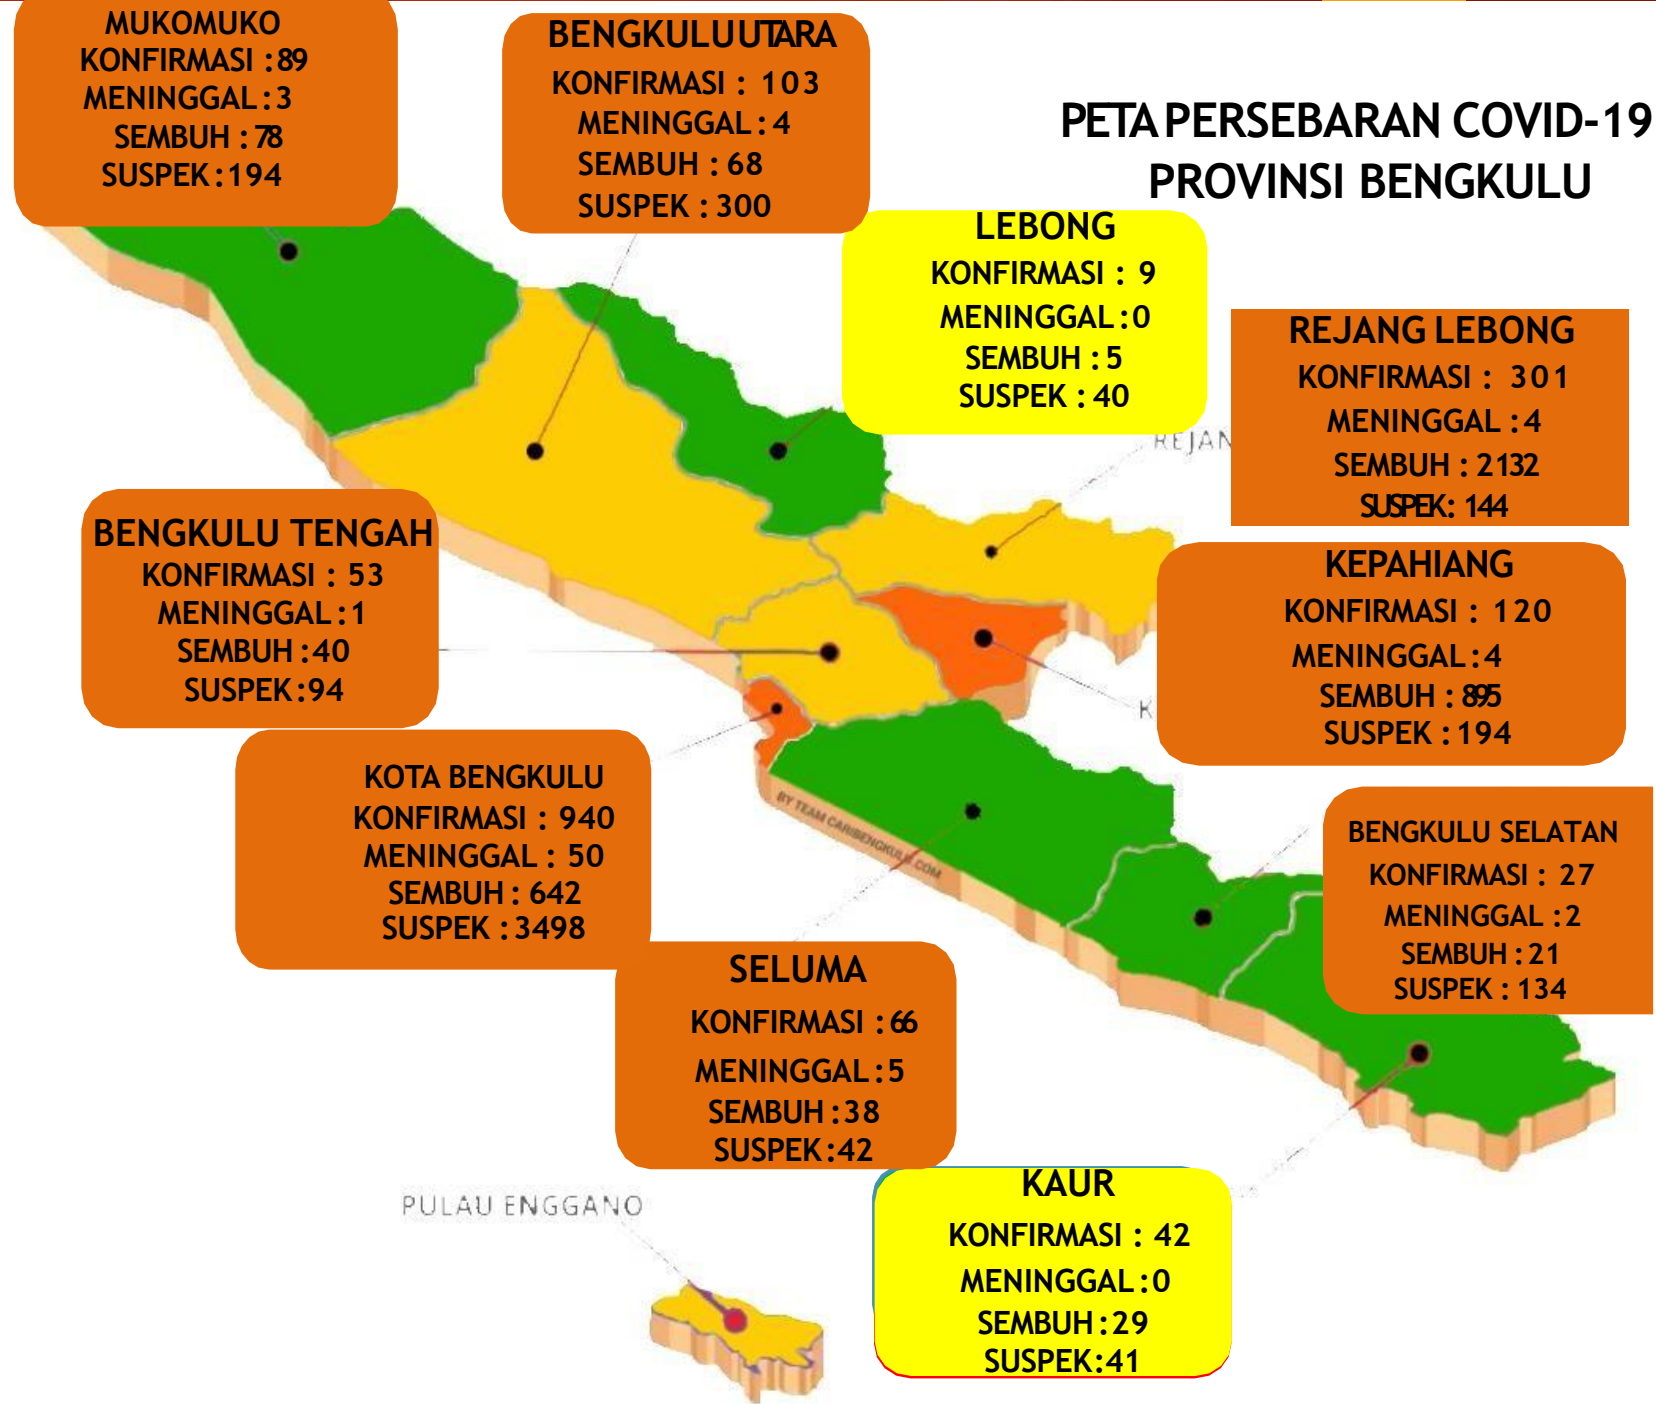 MUKOMUKO
KONFIRMASI : 89
MENINGGAL : 3
SEMBUH : 78
SUSPEK : 194
BENGKULU UTARA
KONFIRMASI : 103
MENINGGAL : 4
SEMBUH : 68
SUSPEK : 300
PETA PERSEBARAN COVID-19
PROVINSI BENGKULU
LEBONG
KONFIRMASI : 9
MENINGGAL : 0
SEMBUH : 5
SUSPEK : 40
REJAN
REJANG LEBONG
KONFIRMASI : 301
MENINGGAL : 4
SEMBUH : 2132
SUSPEK : 144
BENGKULU TENGAH
KONFIRMASI : 53
MENINGGAL : 1
SEMBUH : 40
SUSPEK : 94
KEPAHIANG
KONFIRMASI : 120
MENINGGAL : 4
SEMBUH : 895
SUSPEK : 194
K
KOTA BENGKULU
KONFIRMASI : 940
MENINGGAL : 50
SEMBUH : 642
SUSPEK : 3498
BY TEAM CARIBENGKULU.COM
BENGKULU SELATAN
KONFIRMASI : 27
MENINGGAL : 2
SEMBUH : 21
SUSPEK : 134
SELUMA
KONFIRMASI : 66
MENINGGAL : 5
SEMBUH : 38
SUSPEK : 42
KAUR
KONFIRMASI : 42
MENINGGAL : 0
SEMBUH : 29
SUSPEK : 41
PULAU ENGGANO